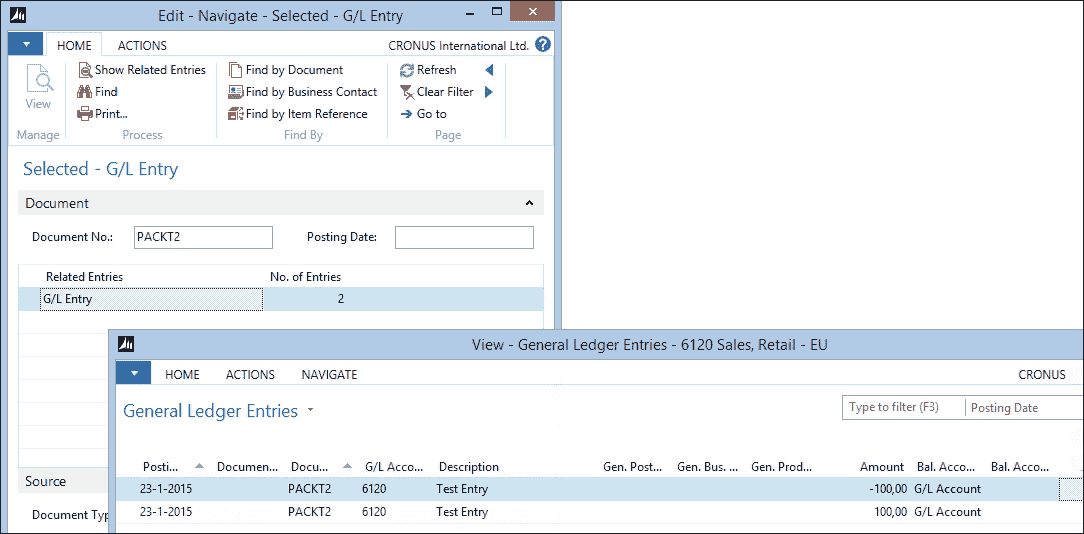 Edit - Navigate - Selected - G/L Entry
HOME ACTIONS CRONUS International Ltd. ?
View
Show Related Entries
Find
Print...
Find by Document
Find by Business Contact
Find by Item Reference
Refresh
Clear Filter
Go to
Manage Process Find By Page
Selected - G/L Entry
Document
Document No.: PACKT2 Posting Date:
Related Entries No. of Entries
G/L Entry 2
View - General Ledger Entries - 6120 Sales, Retail - EU
HOME ACTIONS NAVIGATE CRONUS
General Ledger Entries
Type to filter (F3) Posting Date
Posti... Documen... Docu... G/L Acco... Description Gen. Post... Gen. Bus. ... Gen. Prod... Amount Bal. Acco... Bal. Acco...
23-1-2015 PACKT2 6120 Test Entry -100,00 G/L Account
23-1-2015 PACKT2 6120 Test Entry 100,00 G/L Account
Source
Document Typ